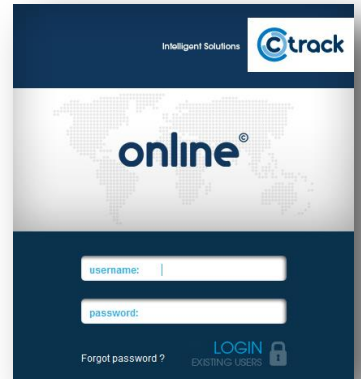 Intelligent Solutions
Ctrack
online©
username:
password:
LOGIN
Forgot password ?
EXISTING USERS